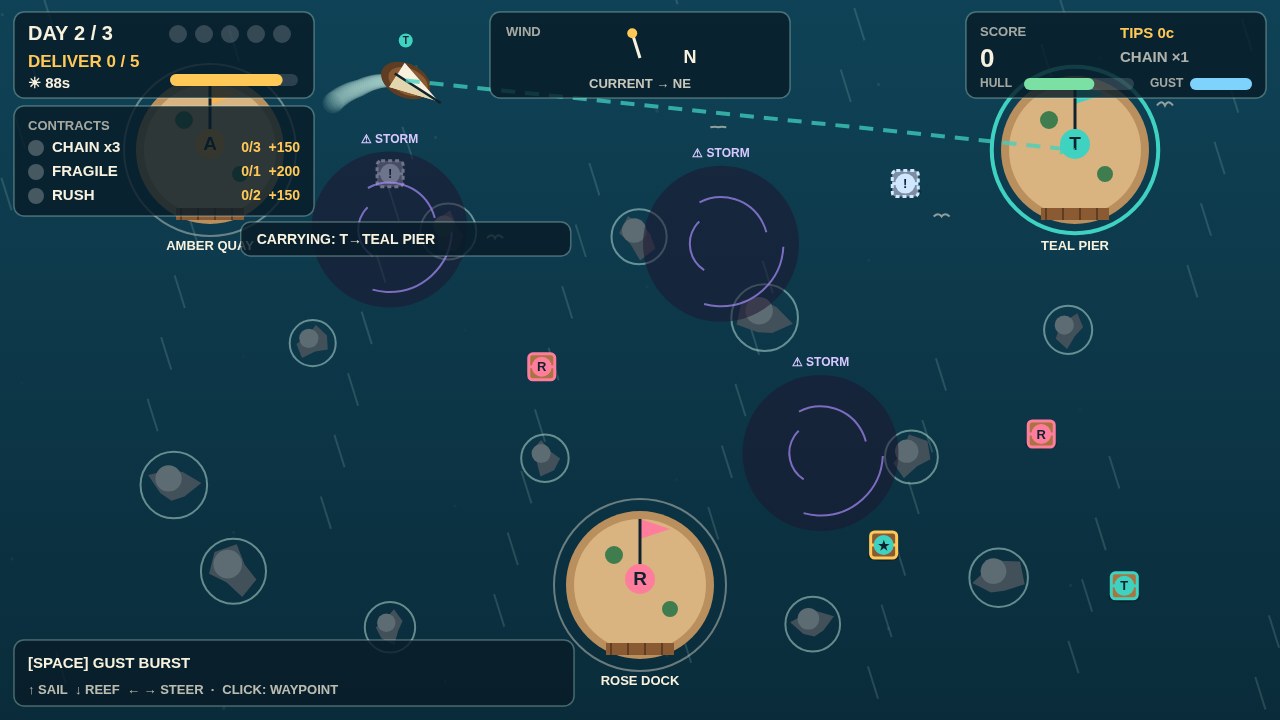 DAY 2 / 3
DELIVER 0 / 5
☀ 88s
WIND
N
CURRENT → NE
SCORE
0
TIPS 0c
CHAIN ×1
HULL
GUST
CONTRACTS
CHAIN x3 0/3 +150
FRAGILE 0/1 +200
RUSH 0/2 +150
T
A
AMBER QUAY
CARRYING: T→TEAL PIER
⚠ STORM
!
⚠ STORM
!
T
TEAL PIER
⚠ STORM
R
R
★
T
R
ROSE DOCK
[SPACE] GUST BURST
↑ SAIL ↓ REEF ← → STEER · CLICK: WAYPOINT